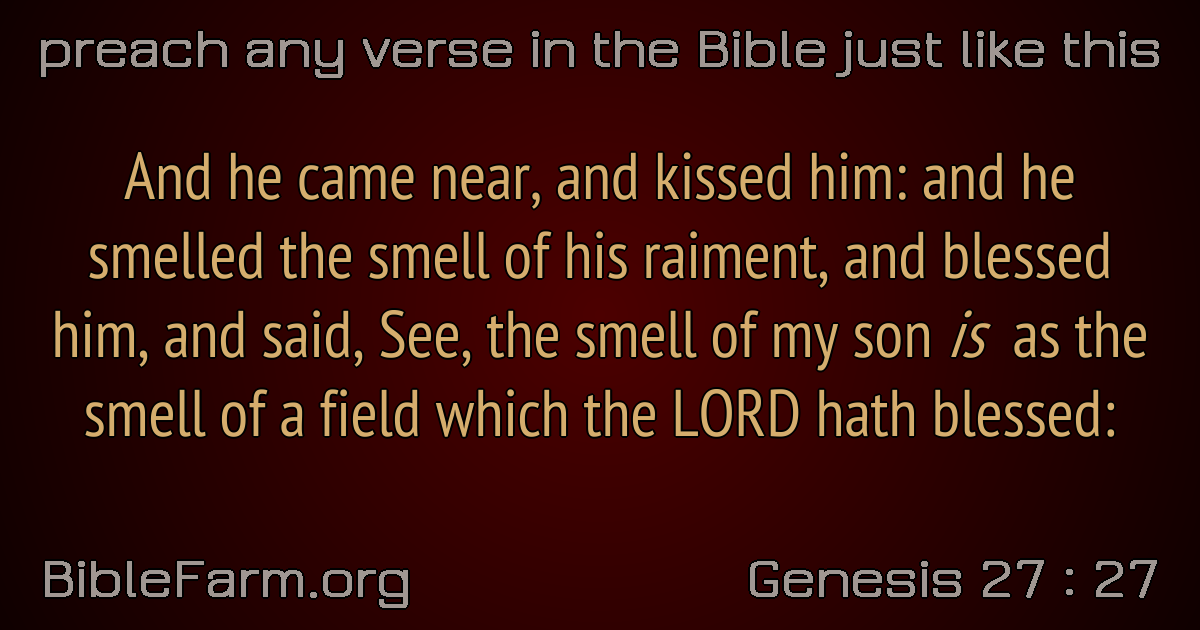 preach any verse in the Bible just like this
And he came near, and kissed him: and he
smelled the smell of his raiment, and blessed
him, and said, See, the smell of my son is as the
smell of a field which the LORD hath blessed:
BibleFarm.org
Genesis 27 : 27